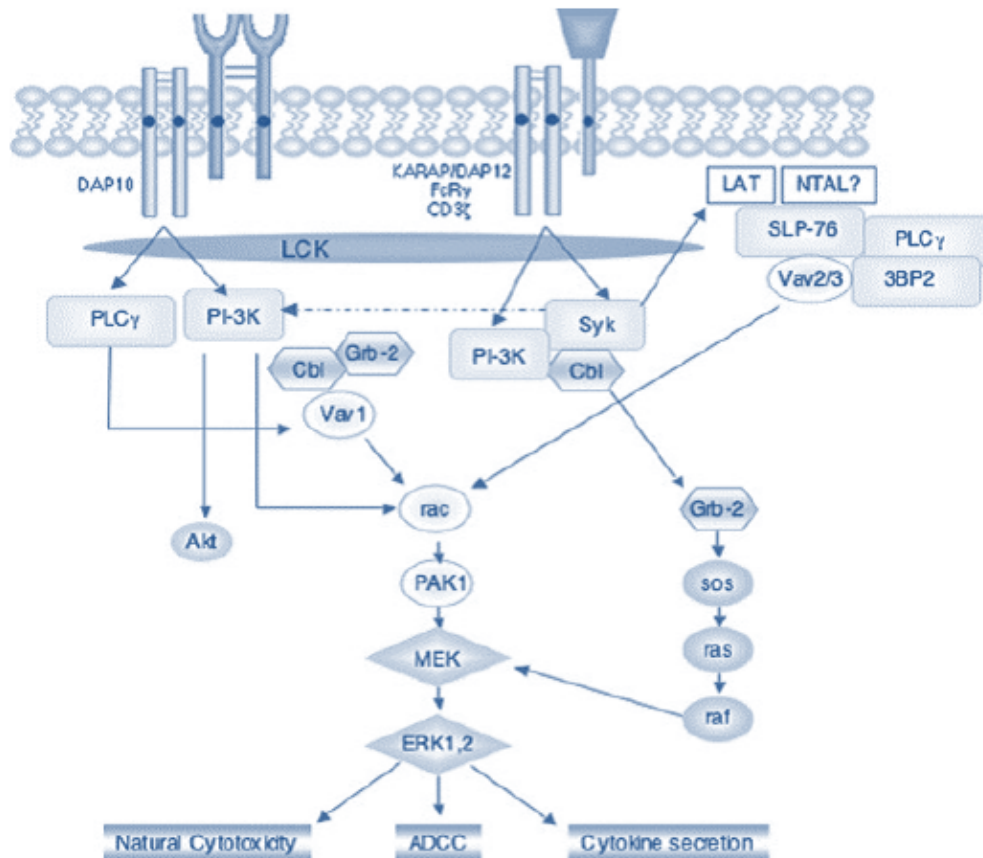 DAP10
KARAP/DAP12
FcRγ
CD3ζ
LAT
NTAL?
SLP-76
PLCγ
LCK
Vav2/3
3BP2
PLCγ
PI-3K
Syk
PI-3K
Cbl
Grb-2
Cbl
Vav1
rac
Grb-2
Akt
PAK1
sos
MEK
ras
raf
ERK1,2
Natural Cytotoxicity
ADCC
Cytokine secretion